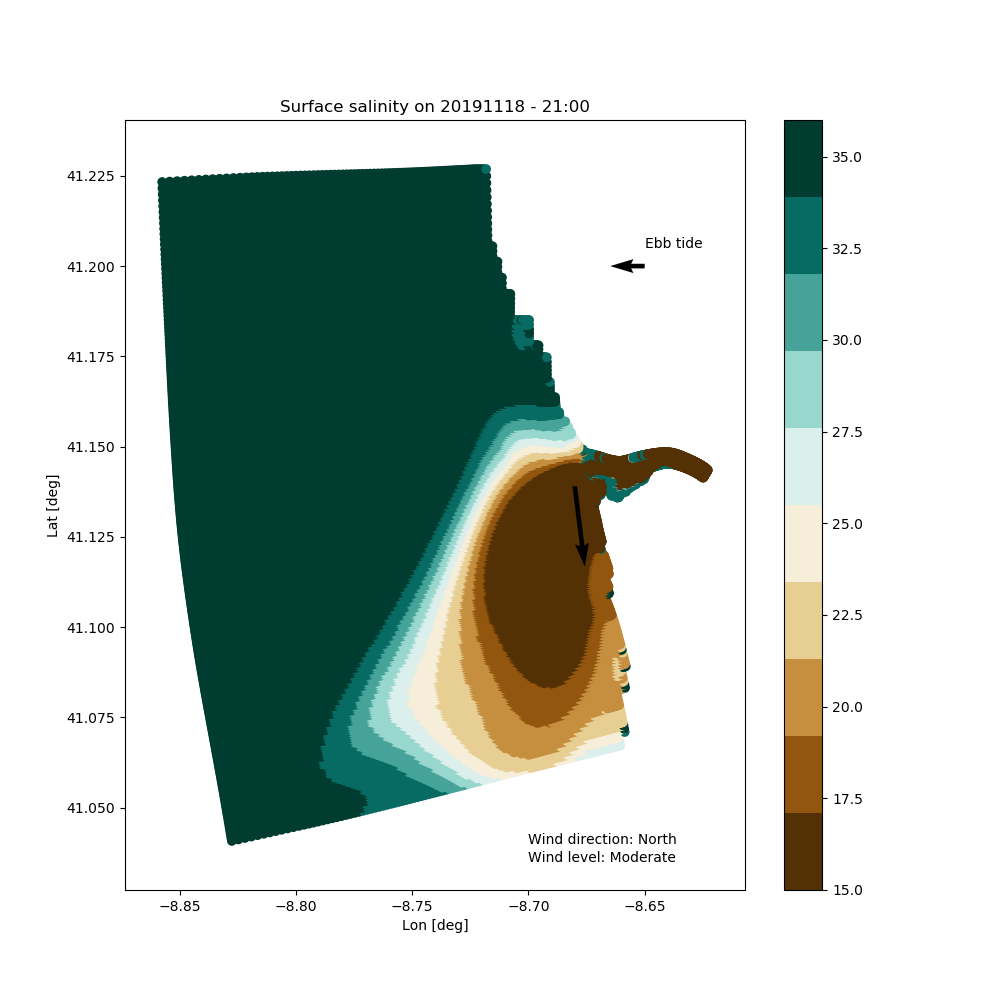 Surface salinity on 20191118 - 21:00
Lat [deg]
41.225
41.200
41.175
41.150
41.125
41.100
41.075
41.050
Ebb tide
Wind direction: North
Wind level: Moderate
−8.85 −8.80 −8.75 −8.70 −8.65
Lon [deg]
35.0
32.5
30.0
27.5
25.0
22.5
20.0
17.5
15.0